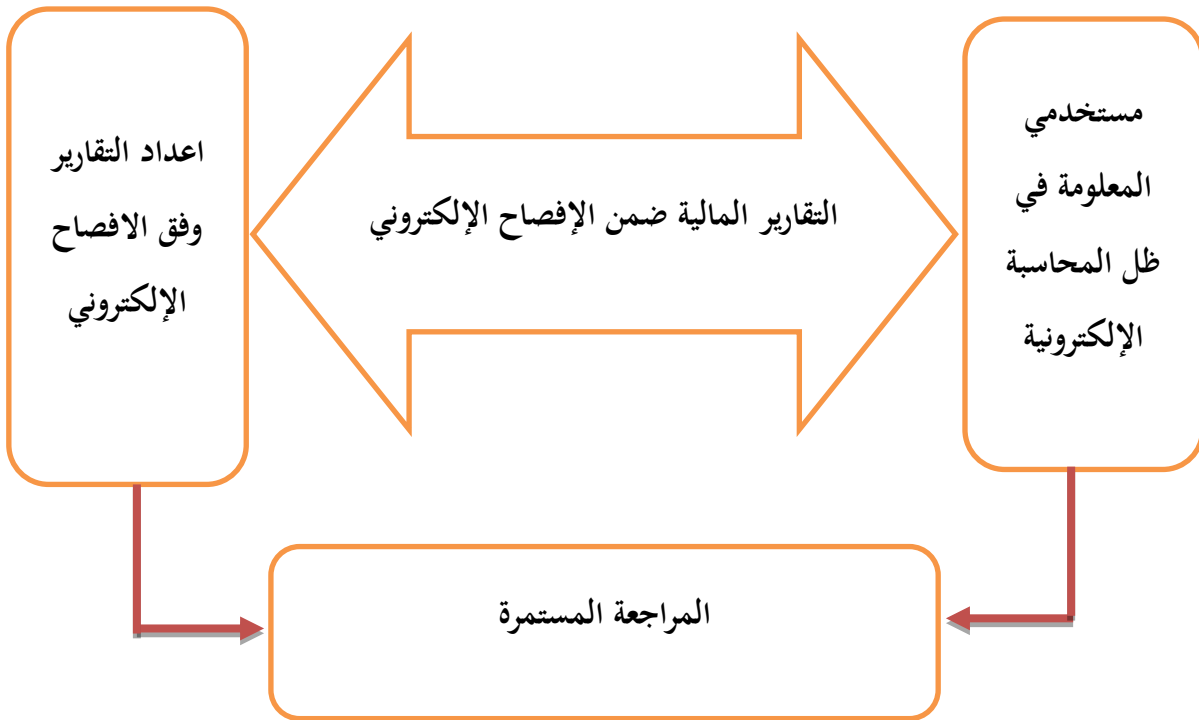 مستخدمي
المعلومة في
ظل المحاسبة
الإلكترونية
التقارير المالية ضمن الإفصاح الإلكتروني
اعداد التقارير
وفق الافصاح
الإلكتروني
المراجعة المستمرة